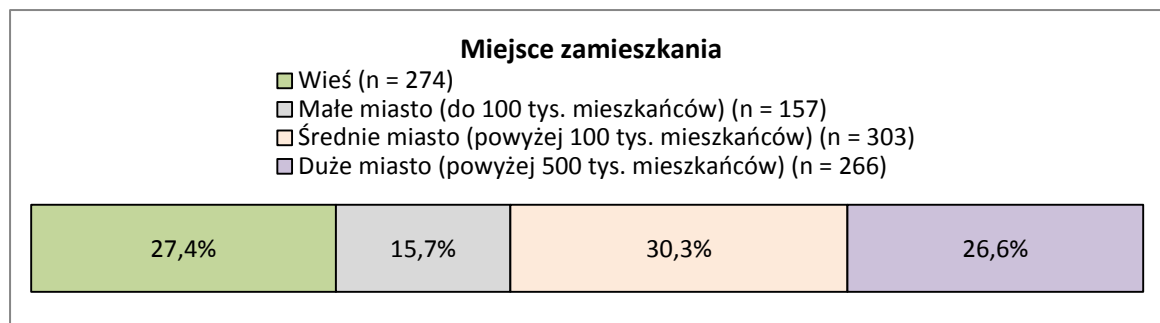 Miejsce zamieszkania
Wieś (n = 274)
Małe miasto (do 100 tys. mieszkańców) (n = 157)
Średnie miasto (powyżej 100 tys. mieszkańców) (n = 303)
Duże miasto (powyżej 500 tys. mieszkańców) (n = 266)
27,4% 15,7% 30,3% 26,6%